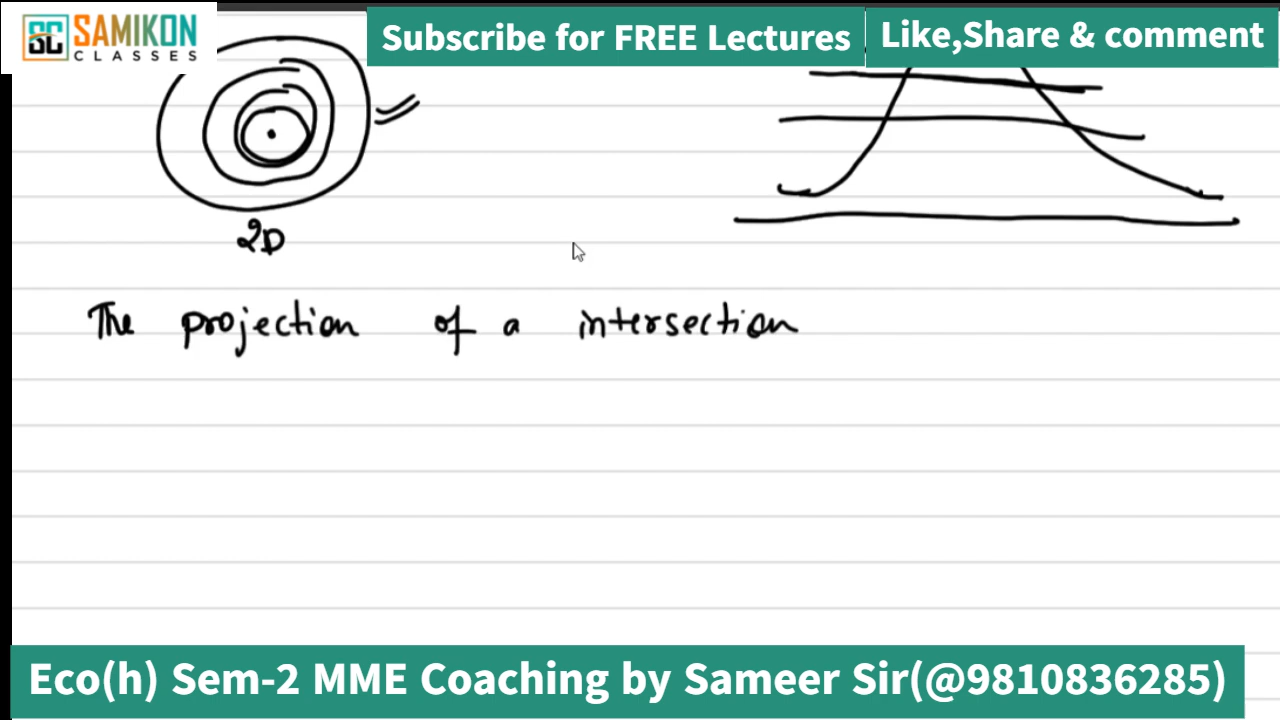 SC SAMIKON
CLASSES
Subscribe for FREE Lectures
Like,Share & comment
2D
The projection of a intersection
Eco(h) Sem-2 MME Coaching by Sameer Sir(@9810836285)